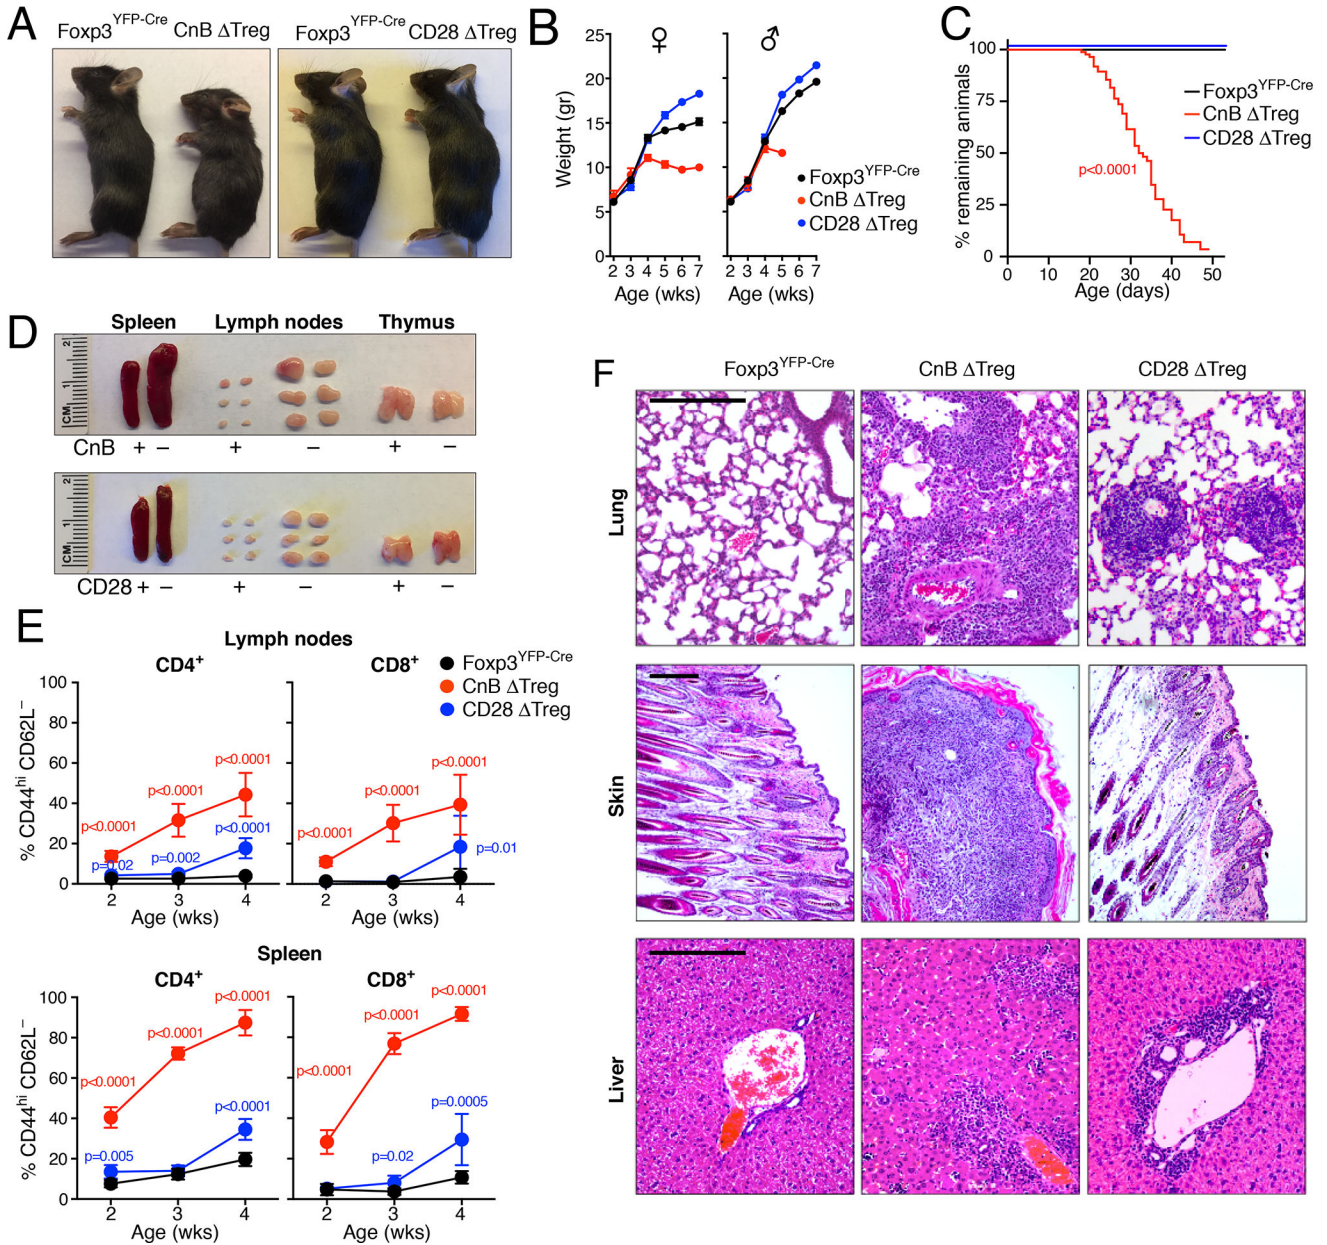 A
Foxp3YFP-Cre CnB ΔTreg
Foxp3YFP-Cre CD28 ΔTreg
B
♀ ♂
Weight (gr)
25
20
15
10
5
0
2 3 4 5 6 7
2 3 4 5 6 7
Age (wks) Age (wks)
Foxp3YFP-Cre
CnB ΔTreg
CD28 ΔTreg
C
% remaining animals
100
75
50
25
0
0 10 20 30 40 50
Age (days)
p<0.0001
Foxp3YFP-Cre
CnB ΔTreg
CD28 ΔTreg
D
Spleen Lymph nodes Thymus
2
1
CM
CnB + − + − + −
2
1
CM
CD28 + − + − + −
E
Lymph nodes
CD4+ CD8+
Foxp3YFP-Cre
CnB ΔTreg
CD28 ΔTreg
% CD44hi CD62L−
100
80
60
40
20
0
p<0.0001
p<0.0001
p<0.0001
p=0.02
p=0.002
p<0.0001
p<0.0001
p<0.0001
p<0.0001
p=0.01
2 3 4
2 3 4
Age (wks) Age (wks)
Spleen
CD4+ CD8+
% CD44hi CD62L−
100
80
60
40
20
0
p<0.0001
p<0.0001
p<0.0001
p=0.005
p<0.0001
p<0.0001
p<0.0001
p<0.0001
p=0.02
p=0.0005
2 3 4
2 3 4
Age (wks) Age (wks)
F
Foxp3YFP-Cre CnB ΔTreg CD28 ΔTreg
Lung
Skin
Liver